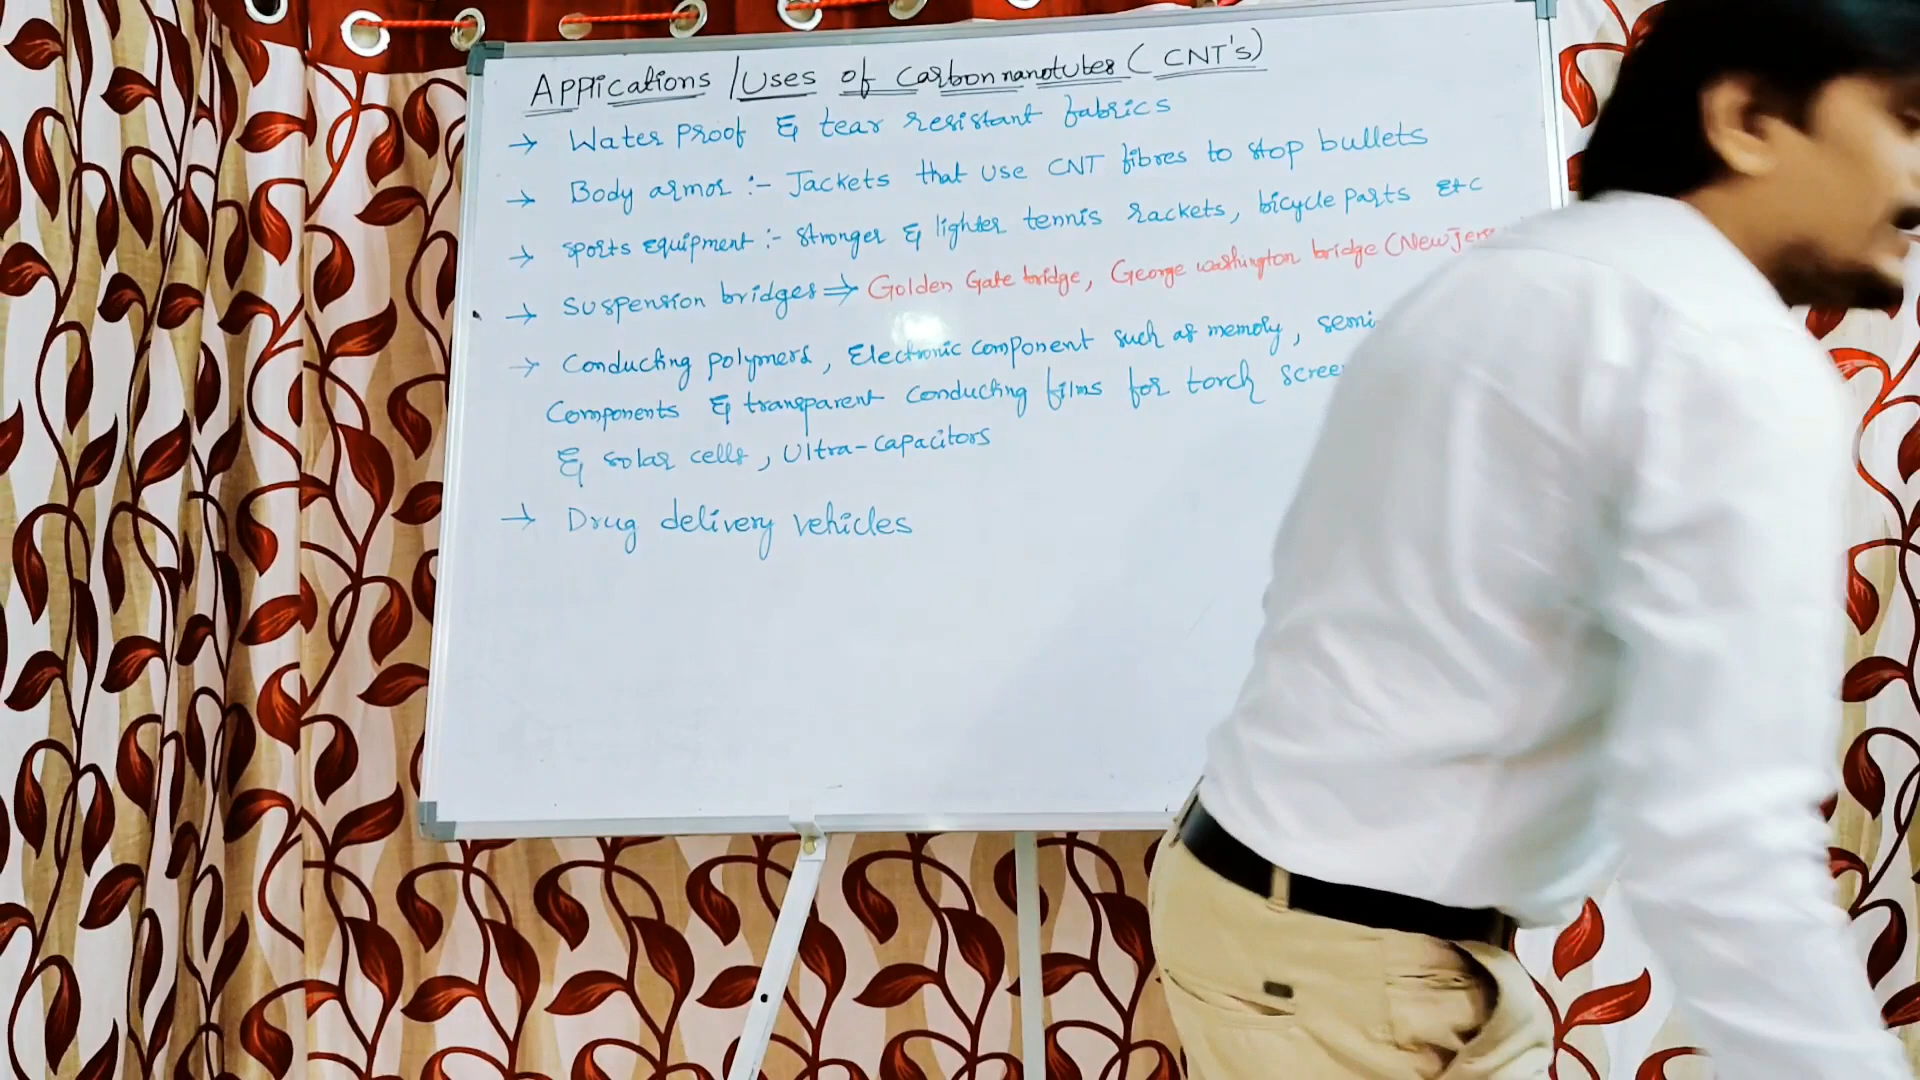 Applications / Uses of Carbon nanotubes ( CNT's )
→ Water proof & tear resistant fabrics
→ Body armor :- Jackets that use CNT fibres to stop bullets
→ sports equipment :- stronger & lighter tennis rackets, bicycle parts etc
→ Suspension bridges ⇒ Golden Gate bridge, George washington bridge (New
→ Conducting polymers, Electronic component such as memory, semi
Components & transparent conducting films for torch
& solar cells, Ultra-capacitors
→ Drug delivery vehicles